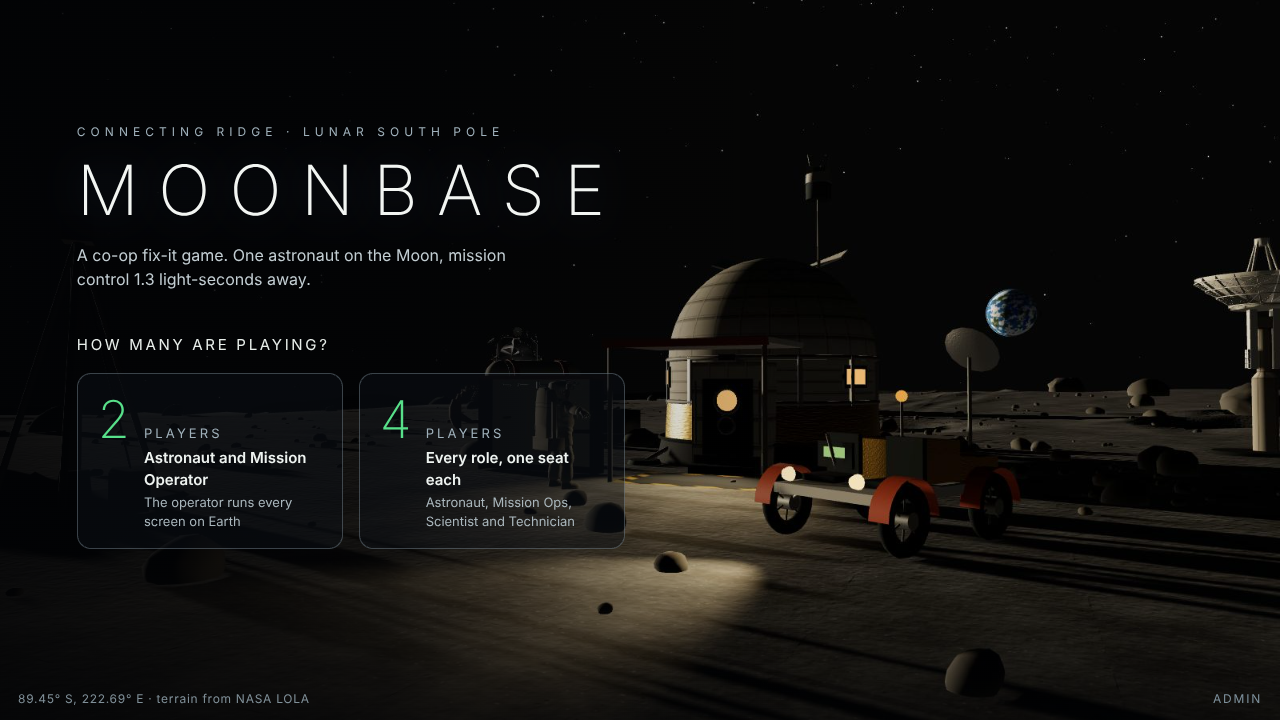 CONNECTING RIDGE · LUNAR SOUTH POLE
MOONBASE
A co-op fix-it game. One astronaut on the Moon, mission
control 1.3 light-seconds away.
HOW MANY ARE PLAYING?
2 PLAYERS
Astronaut and Mission
Operator
The operator runs every
screen on Earth
4 PLAYERS
Every role, one seat
each
Astronaut, Mission Ops,
Scientist and Technician
89.45° S, 222.69° E · terrain from NASA LOLA
ADMIN